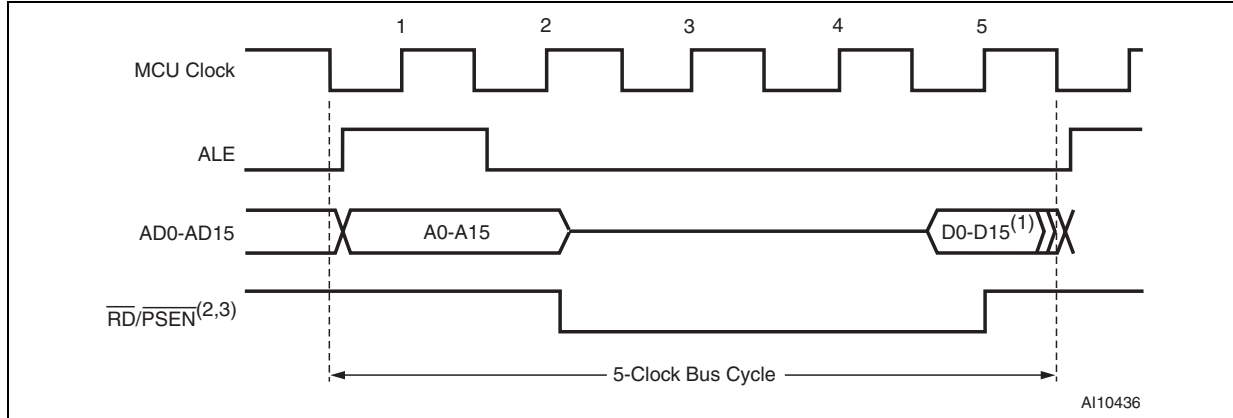 1 2 3 4 5
MCU Clock
ALE
AD0-AD15 A0-A15 D0-D15(1)
RD/PSEN(2,3)
5-Clock Bus Cycle
AI10436